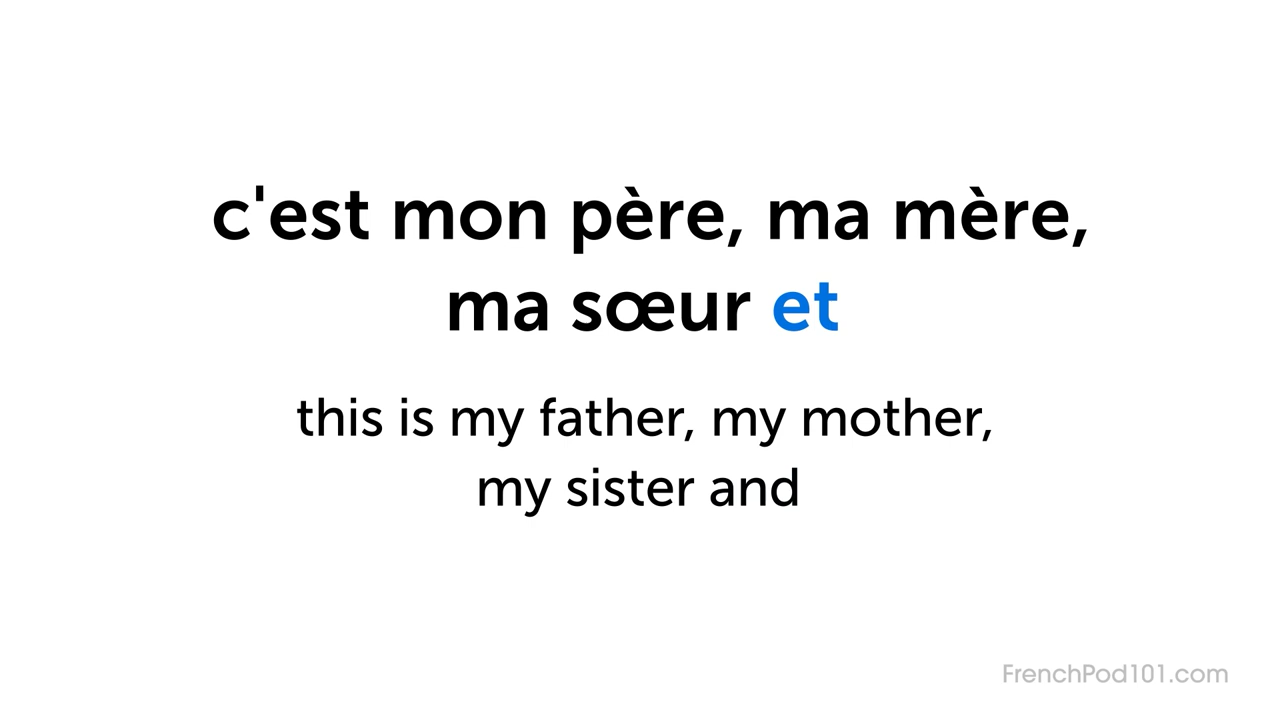 c'est mon père, ma mère,
ma sœur et
this is my father, my mother,
my sister and
FrenchPod101.com